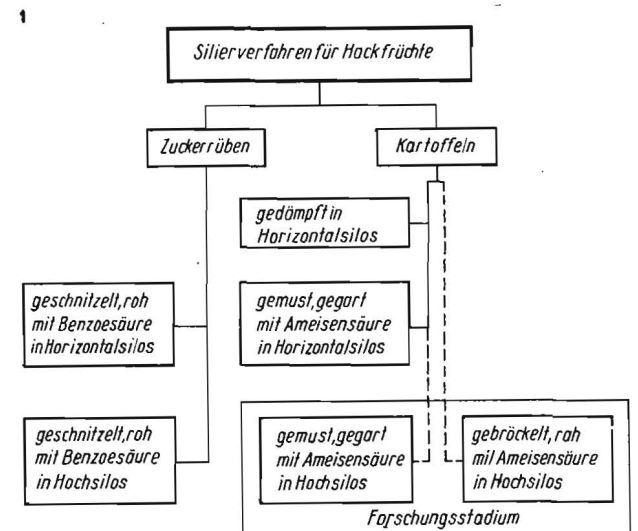 1
Silierverfahren für Hackfrüchte
Zuckerrüben
Kartoffeln
gedämpft in
Horizontalsilos
geschnitzelt, roh
mit Benzoesäure
in Horizontalsilos
gemust, gegart
mit Ameisensäure
in Horizontalsilos
geschnitzelt, roh
mit Benzoesäure
in Hochsilos
gemust, gegart
mit Ameisensäure
in Hochsilos
gebröckelt, roh
mit Ameisensäure
in Hochsilos
Forschungsstadium